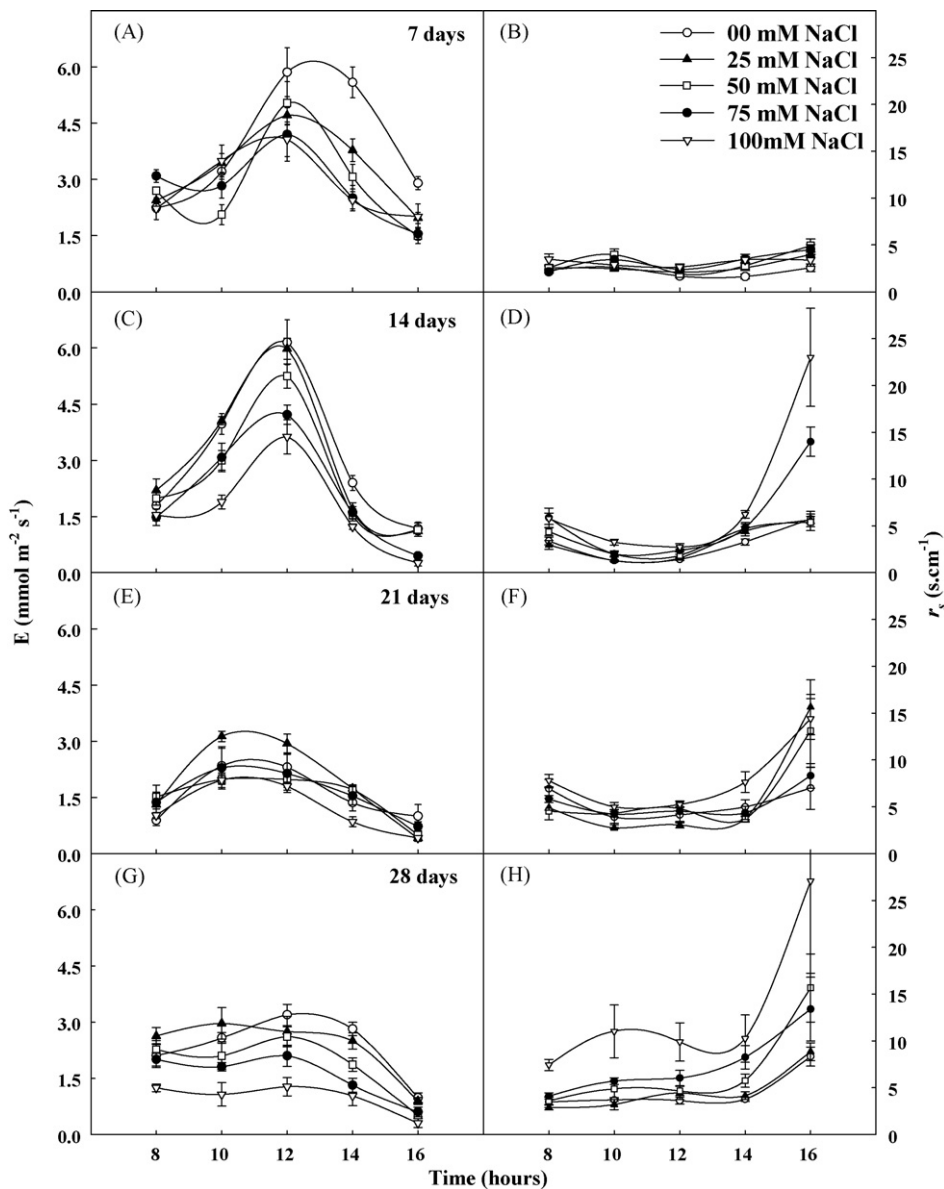 (A)
7 days
6.0
4.5
3.0
1.5
0.0
(B)
00 mM NaCl
25 mM NaCl
50 mM NaCl
75 mM NaCl
100mM NaCl
30
25
20
15
10
5
0
(C)
14 days
6.0
4.5
3.0
1.5
0.0
(D)
25
20
15
10
5
0
(E)
21 days
6.0
4.5
3.0
1.5
0.0
(F)
25
20
15
10
5
0
(G)
28 days
6.0
4.5
3.0
1.5
0.0
(H)
25
20
15
10
5
0
E (mmol m⁻² s⁻¹)
rₛ (s.cm⁻¹)
8 10 12 14 16
8 10 12 14 16
Time (hours)